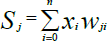 $S_j = \sum_{i=0}^{n} x_i w_{ji}$